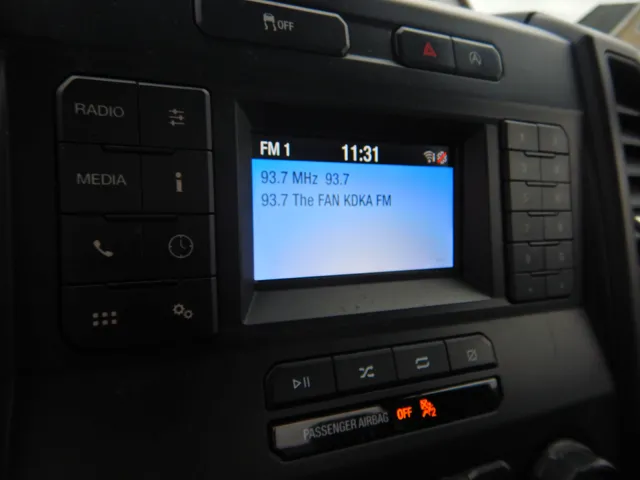 OFF
A
RADIO
MEDIA
i
FM 1 11:31
93.7 MHz 93.7
93.7 The FAN KDKA FM
PASSENGER AIRBAG OFF 2